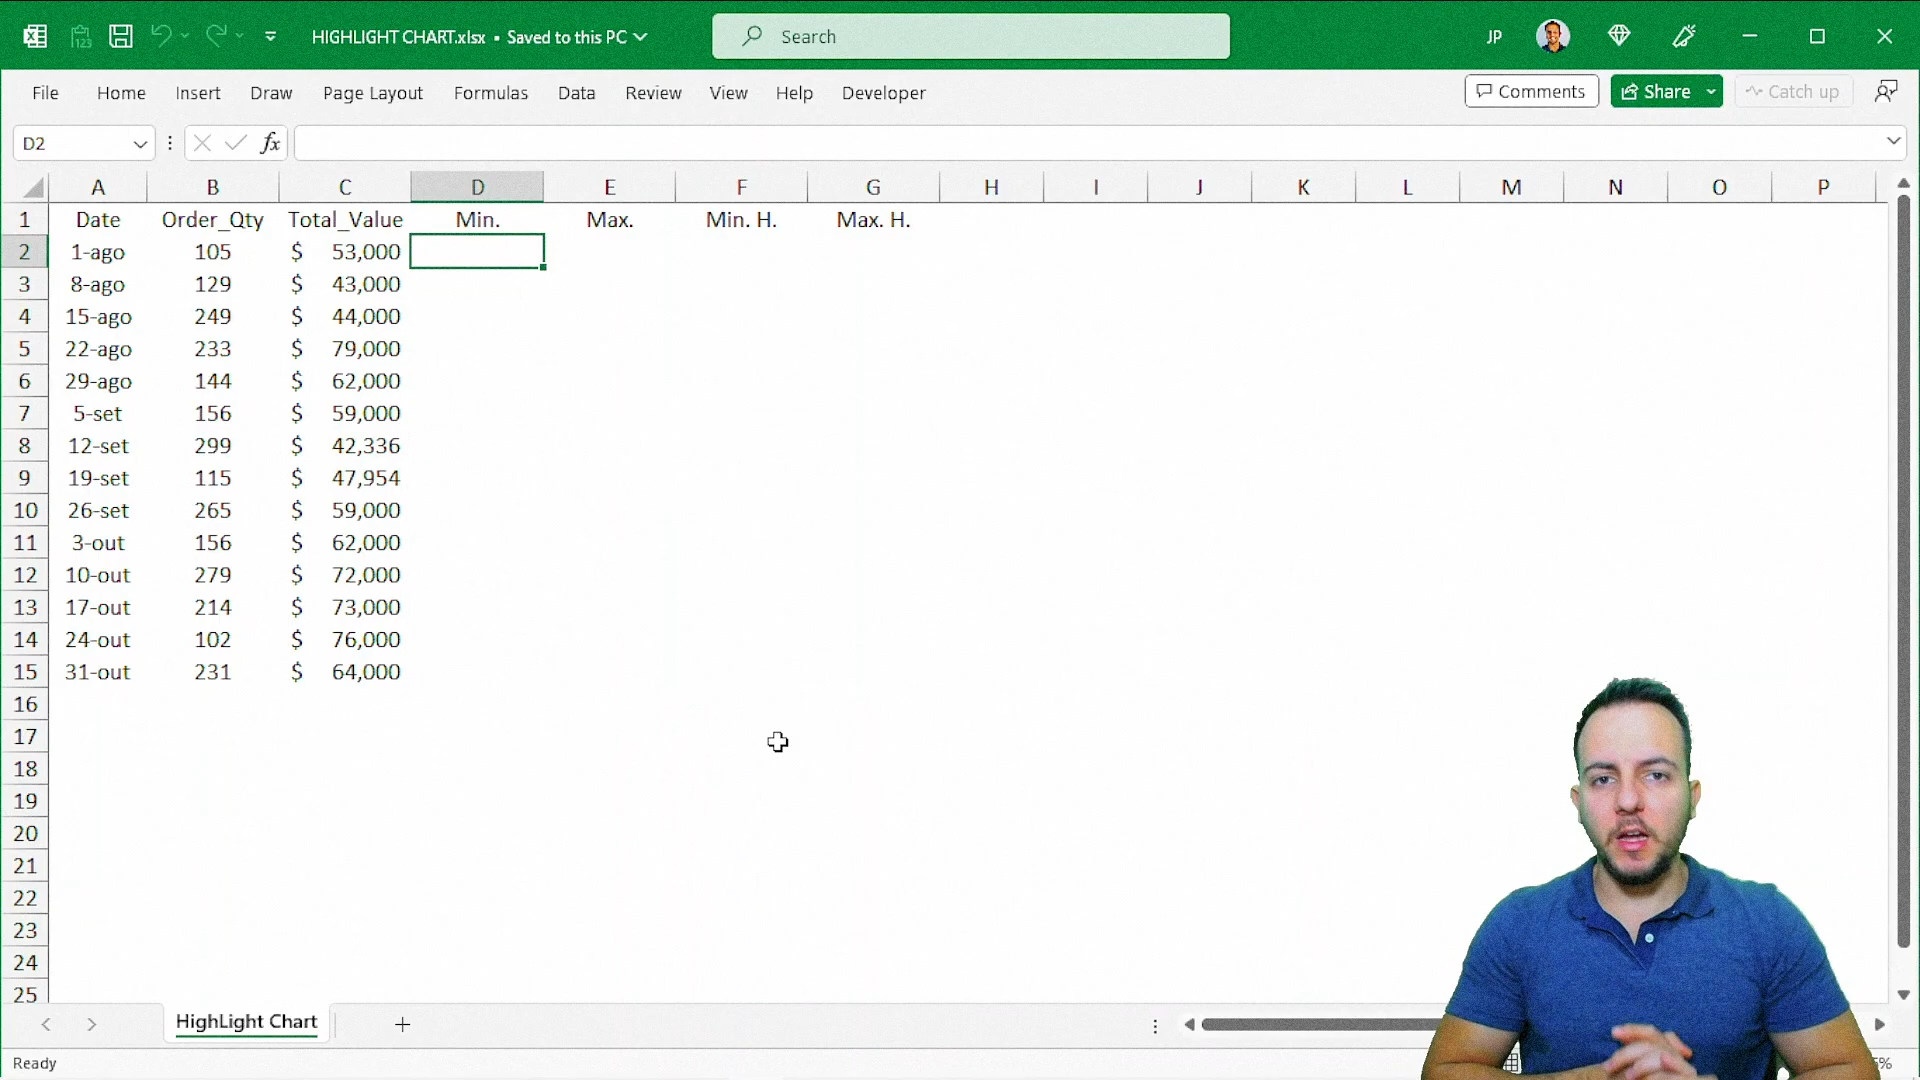 HIGHLIGHT CHART.xlsx • Saved to this PC
Search
JP
File Home Insert Draw Page Layout Formulas Data Review View Help Developer
Comments Share Catch up
D2 fx
A B C D E F G H I J K L M N O P
1 Date Order_Qty Total_Value Min. Max. Min. H. Max. H.
2 1-ago 105 $ 53,000
3 8-ago 129 $ 43,000
4 15-ago 249 $ 44,000
5 22-ago 233 $ 79,000
6 29-ago 144 $ 62,000
7 5-set 156 $ 59,000
8 12-set 299 $ 42,336
9 19-set 115 $ 47,954
10 26-set 265 $ 59,000
11 3-out 156 $ 62,000
12 10-out 279 $ 72,000
13 17-out 214 $ 73,000
14 24-out 102 $ 76,000
15 31-out 231 $ 64,000
16
17
18
19
20
21
22
23
24
25
HighLight Chart
Ready